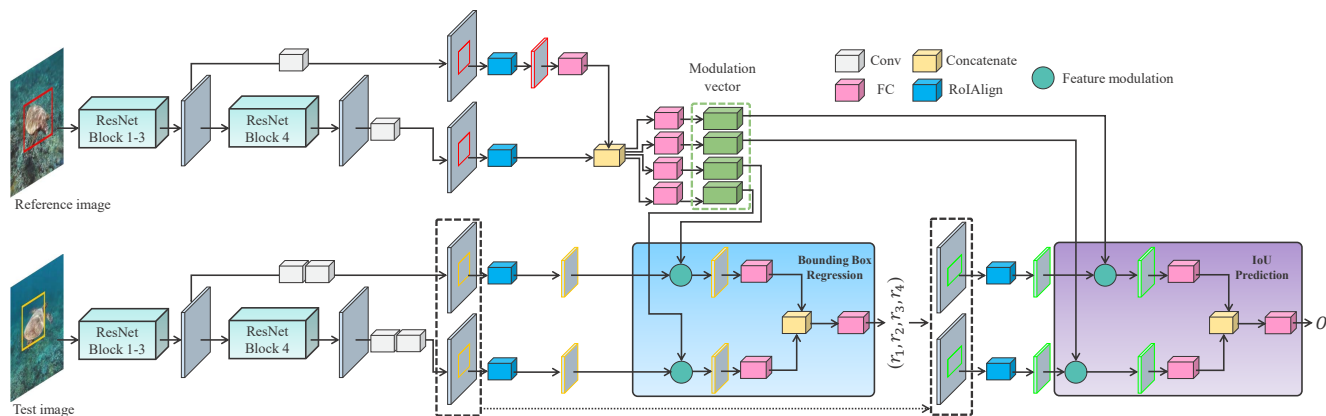 Conv
Concatenate
FC
RoIAlign
Feature modulation
Modulation
vector
ResNet
Block 1-3
ResNet
Block 4
Reference image
ResNet
Block 1-3
ResNet
Block 4
Test image
Bounding Box
Regression
(r₁, r₂, r₃, r₄)
IoU
Prediction
O